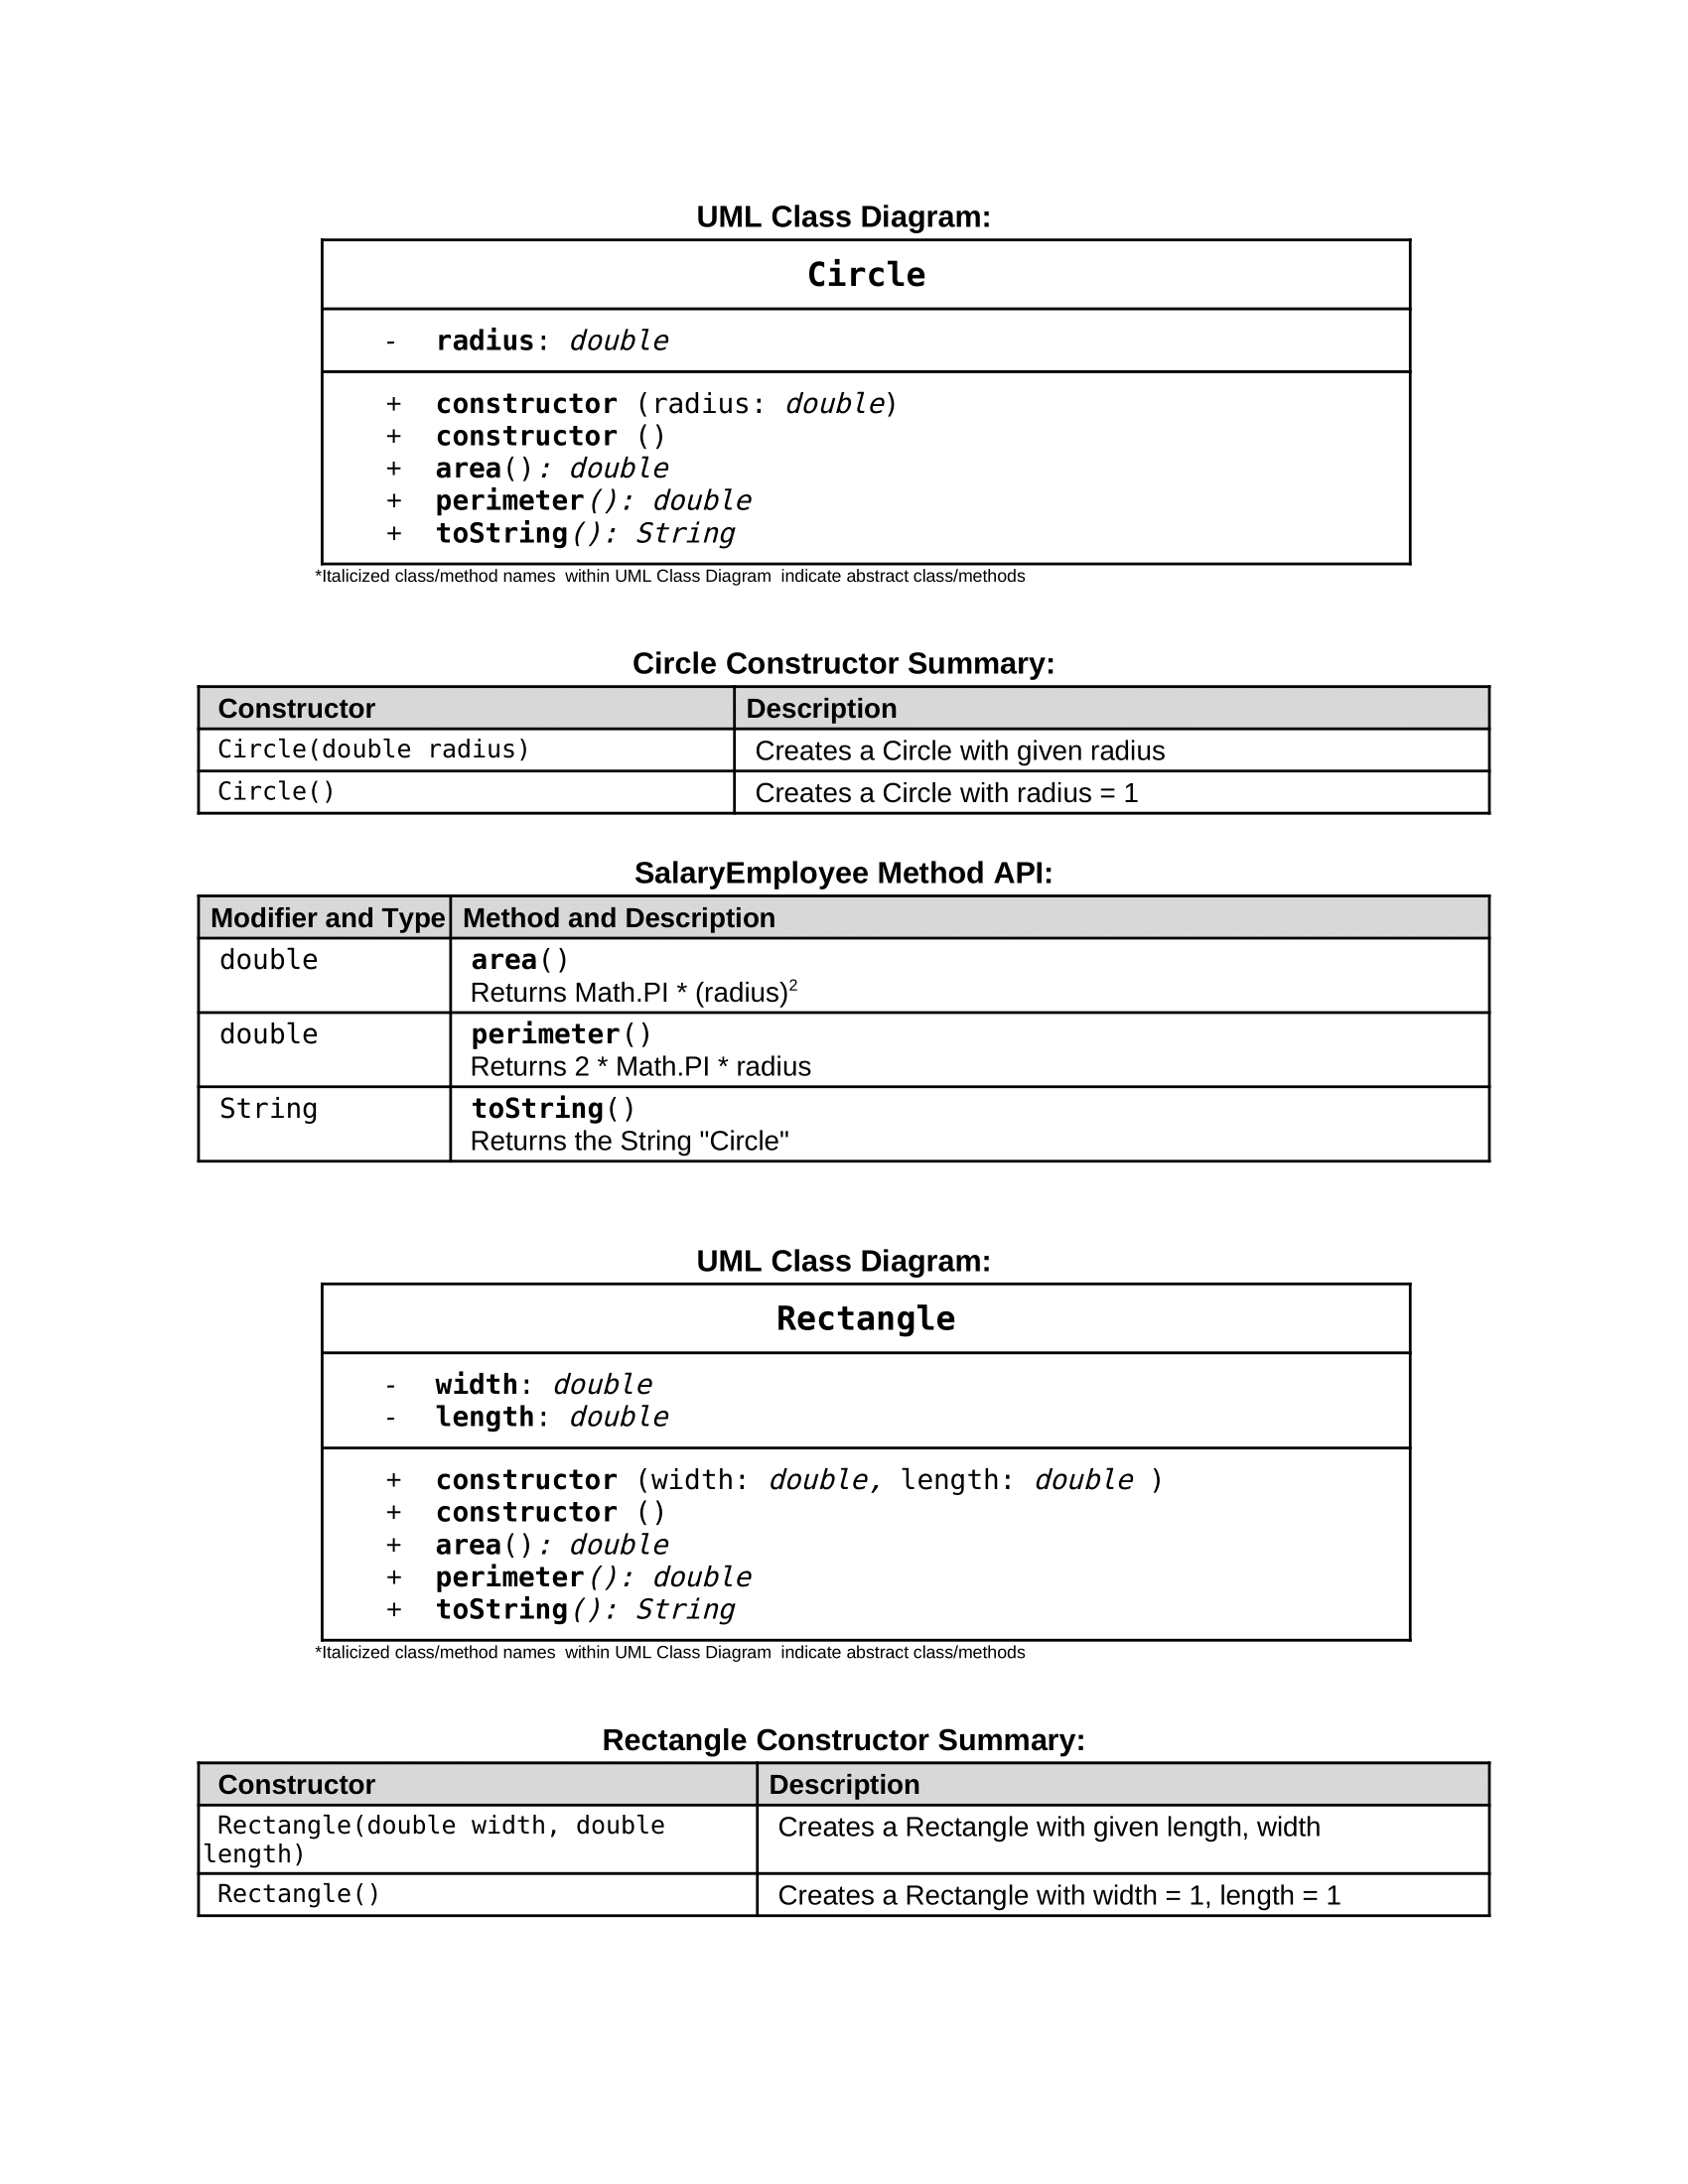 UML Class Diagram:
Circle
- radius: double
+ constructor (radius: double)
+ constructor ()
+ area(): double
+ perimeter(): double
+ toString(): String
*Italicized class/method names within UML Class Diagram indicate abstract class/methods
Circle Constructor Summary:
Constructor Description
Circle(double radius) Creates a Circle with given radius
Circle() Creates a Circle with radius = 1
SalaryEmployee Method API:
Modifier and Type Method and Description
double area()
Returns Math.PI * (radius)²
double perimeter()
Returns 2 * Math.PI * radius
String toString()
Returns the String "Circle"
UML Class Diagram:
Rectangle
- width: double
- length: double
+ constructor (width: double, length: double )
+ constructor ()
+ area(): double
+ perimeter(): double
+ toString(): String
*Italicized class/method names within UML Class Diagram indicate abstract class/methods
Rectangle Constructor Summary:
Constructor Description
Rectangle(double width, double Creates a Rectangle with given length, width
length)
Rectangle() Creates a Rectangle with width = 1, length = 1